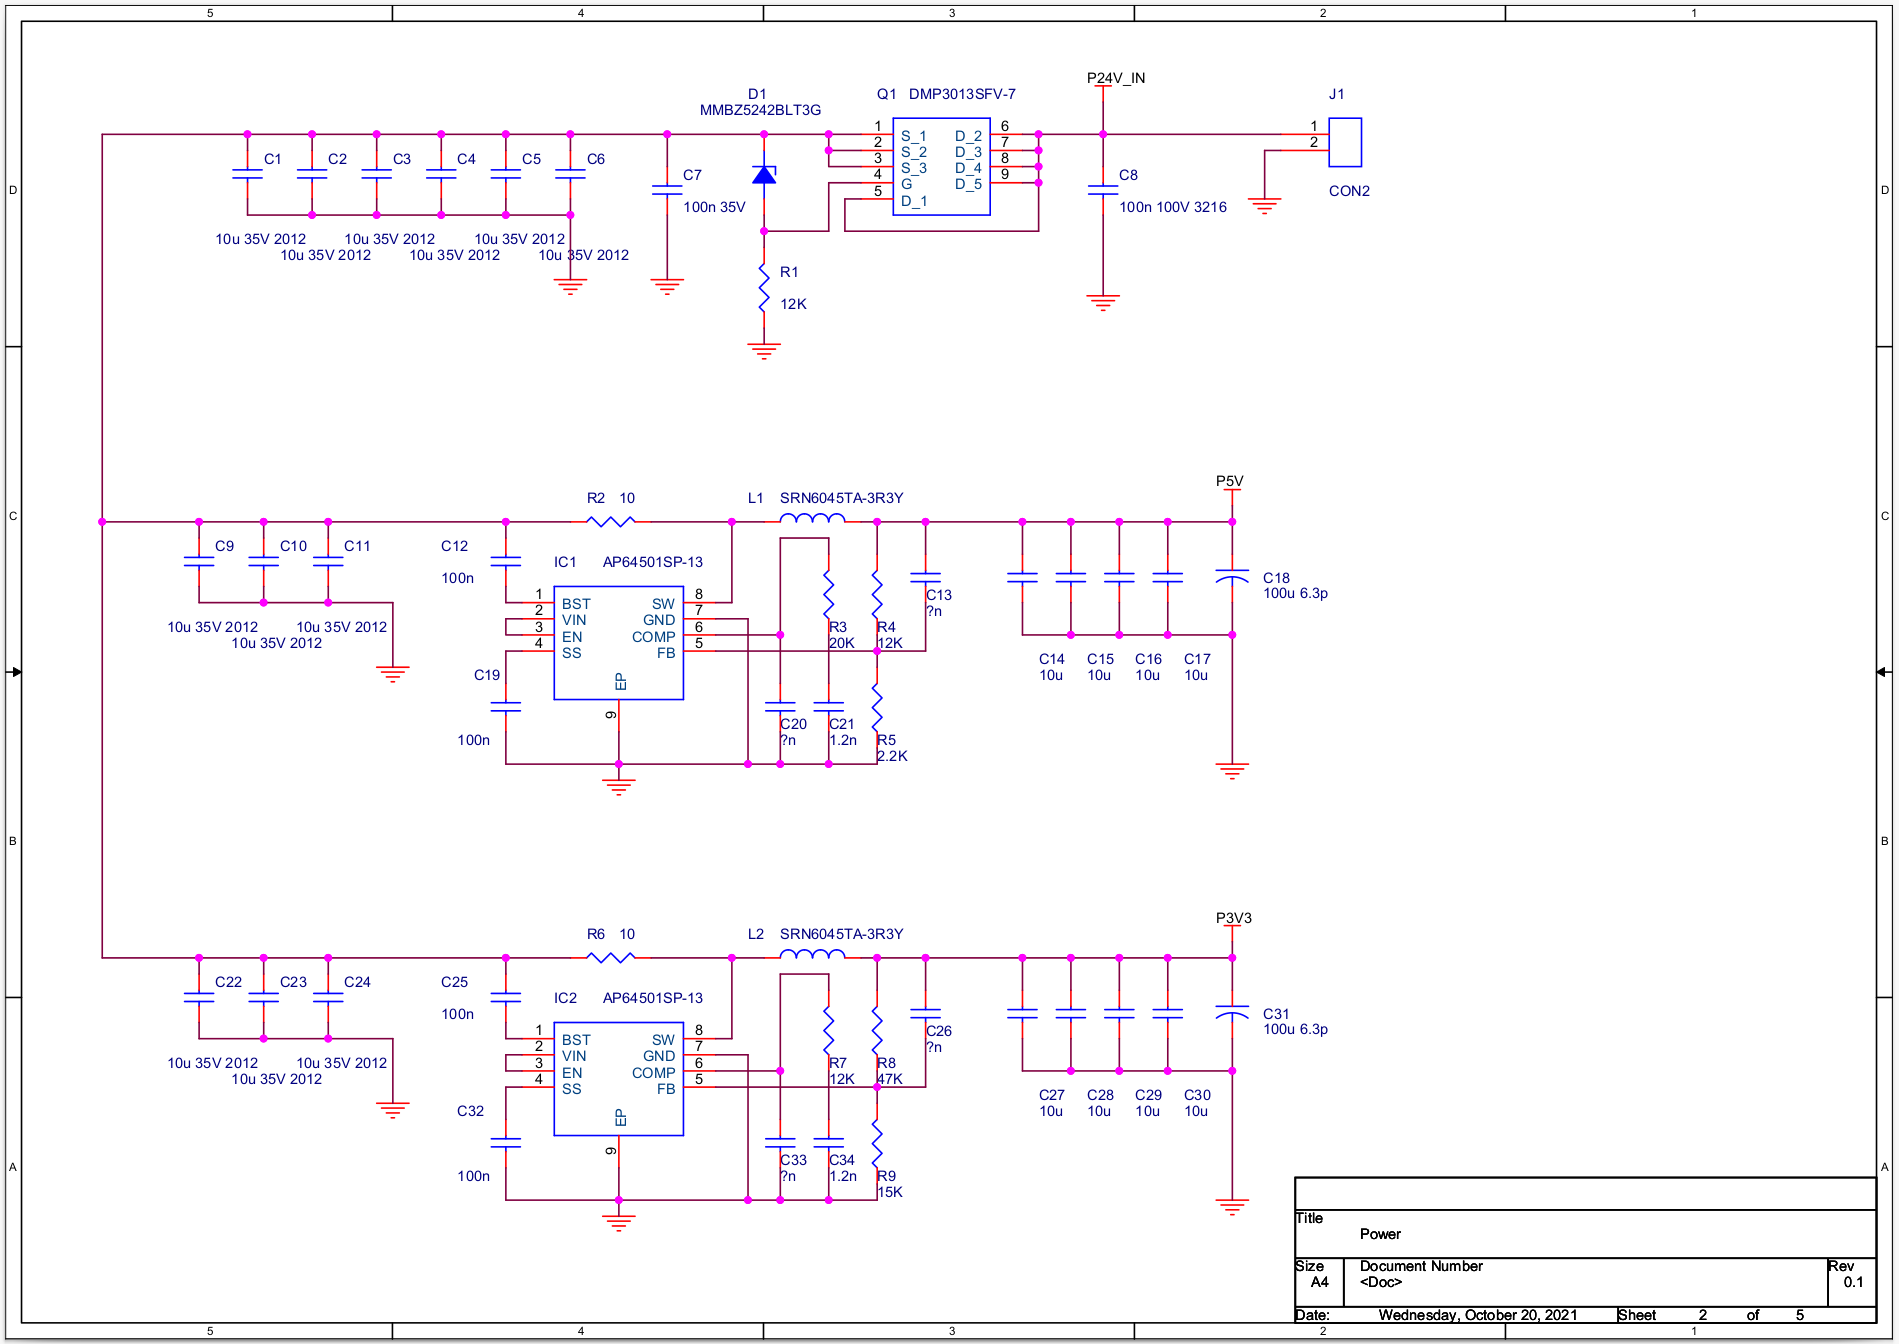 5 4 3 2 1
P24V_IN
D1 Q1 DMP3013SFV-7 J1
MMBZ5242BLT3G
1 S_1 D_2 6 1
2 S_2 D_3 7 2
3 S_3 D_4 8
4 G D_5 9
5 D_1
C1 C2 C3 C4 C5 C6
C7
100n 35V
C8
100n 100V 3216
CON2
D D
10u 35V 2012 10u 35V 2012 10u 35V 2012
10u 35V 2012 10u 35V 2012 10u 35V 2012
R1
12K
P5V
R2 10 L1 SRN6045TA-3R3Y
C C
C9 C10 C11 C12
100n
IC1 AP64501SP-13
1 BST SW 8
2 VIN GND 7
3 EN COMP 6
4 SS FB 5
EP
9
C13
?n
C18
100u 6.3p
R3 R4
20K 12K
10u 35V 2012 10u 35V 2012
10u 35V 2012
C14 C15 C16 C17
10u 10u 10u 10u
C19
100n
C20 C21
?n 1.2n
R5
2.2K
B B
P3V3
R6 10 L2 SRN6045TA-3R3Y
C22 C23 C24 C25
100n
IC2 AP64501SP-13
1 BST SW 8
2 VIN GND 7
3 EN COMP 6
4 SS FB 5
EP
9
C26
?n
C31
100u 6.3p
R7 R8
12K 47K
10u 35V 2012 10u 35V 2012
10u 35V 2012
C27 C28 C29 C30
10u 10u 10u 10u
C32
100n
C33 C34
?n 1.2n
R9
15K
A A
Title
Power
Size Document Number Rev
A4 <Doc> 0.1
Date: Wednesday, October 20, 2021 Sheet 2 of 5
5 4 3 2 1